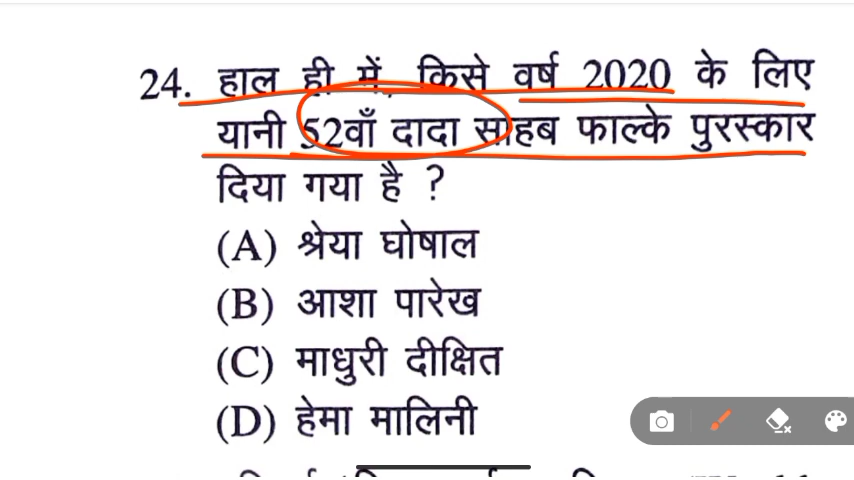 24. हाल ही में, किसे वर्ष 2020 के लिए
यानी 52वाँ दादा साहब फाल्के पुरस्कार
दिया गया है ?
(A) श्रेया घोषाल
(B) आशा पारेख
(C) माधुरी दीक्षित
(D) हेमा मालिनी